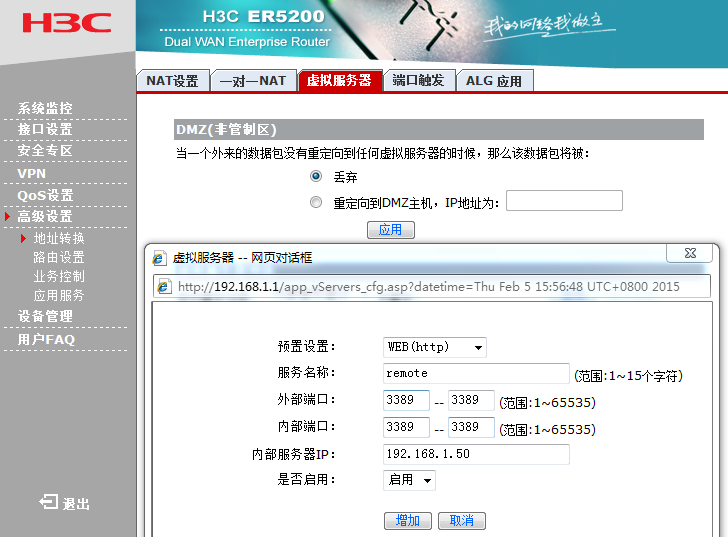 H3C
H3C ER5200
Dual WAN Enterprise Router
我的网络我做主
NAT设置 一对一NAT 虚拟服务器 端口触发 ALG 应用
系统监控
接口设置
安全专区
VPN
QoS设置
高级设置
地址转换
路由设置
业务控制
应用服务
设备管理
用户FAQ
退出
DMZ(非管制区)
当一个外来的数据包没有重定向到任何虚拟服务器的时候，那么该数据包将被：
丢弃
重定向到DMZ主机，IP地址为：
应用
虚拟服务器 -- 网页对话框
http://192.168.1.1/app_vServers_cfg.asp?datetime=Thu Feb 5 15:56:48 UTC+0800 2015
预置设置： WEB(http)
服务名称： remote (范围:1~15个字符)
外部端口： 3389 -- 3389 (范围:1~65535)
内部端口： 3389 -- 3389 (范围:1~65535)
内部服务器IP： 192.168.1.50
是否启用： 启用
增加 取消